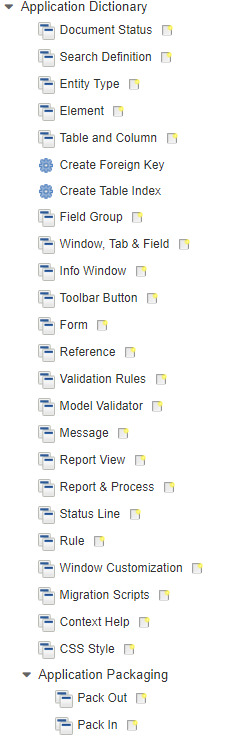 Application Dictionary
Document Status
Search Definition
Entity Type
Element
Table and Column
Create Foreign Key
Create Table Index
Field Group
Window, Tab & Field
Info Window
Toolbar Button
Form
Reference
Validation Rules
Model Validator
Message
Report View
Report & Process
Status Line
Rule
Window Customization
Migration Scripts
Context Help
CSS Style
Application Packaging
Pack Out
Pack In